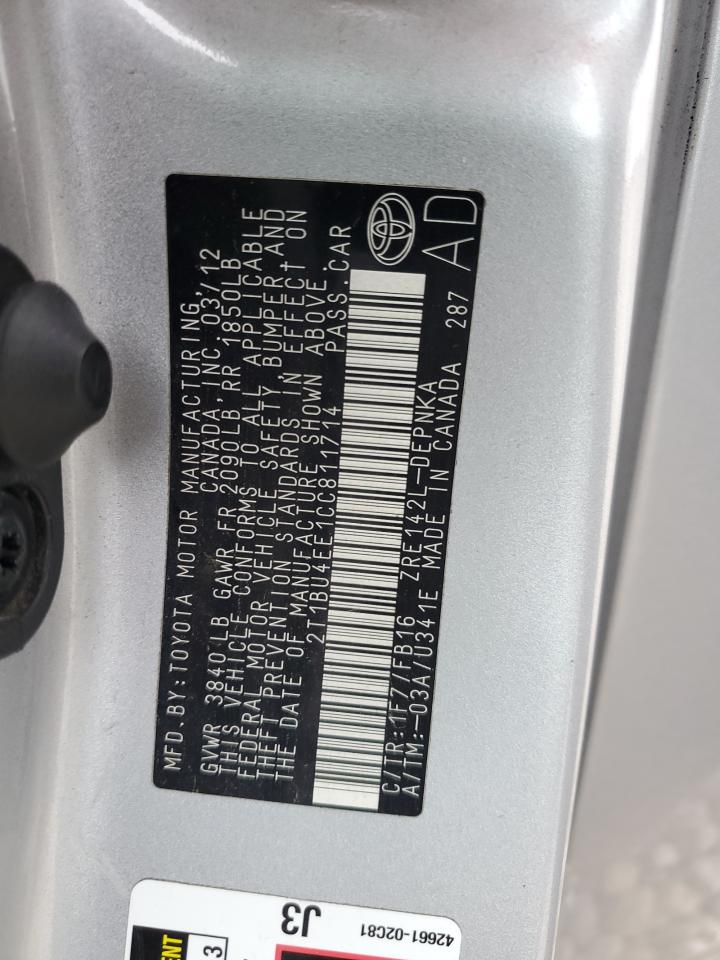 MFD.BY:TOYOTA MOTOR MANUFACTURING,
CANADA, INC. 03/12
GVWR 3840 LB GAWR FR 2090LB, RR 1850LB
THIS VEHICLE CONFORMS TO ALL APPLICABLE
FEDERAL MOTOR VEHICLE SAFETY, BUMPER, AND
THEFT PREVENTION STANDARDS IN EFFECT ON
THE DATE OF MANUFACTURE SHOWN ABOVE.
2T1BU4EE1CC811714 PASS.CAR
C/TR:1F7/FB16 ZRE142L-DEPNKA
A/TM:-03A/U341E MADE IN CANADA 287
AD
J3
42661-02C81
3